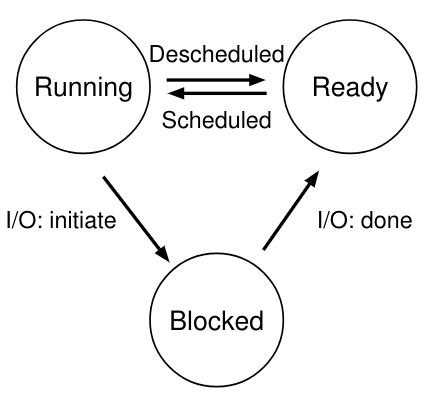 Descheduled
Running
Ready
Scheduled
I/O: initiate
I/O: done
Blocked